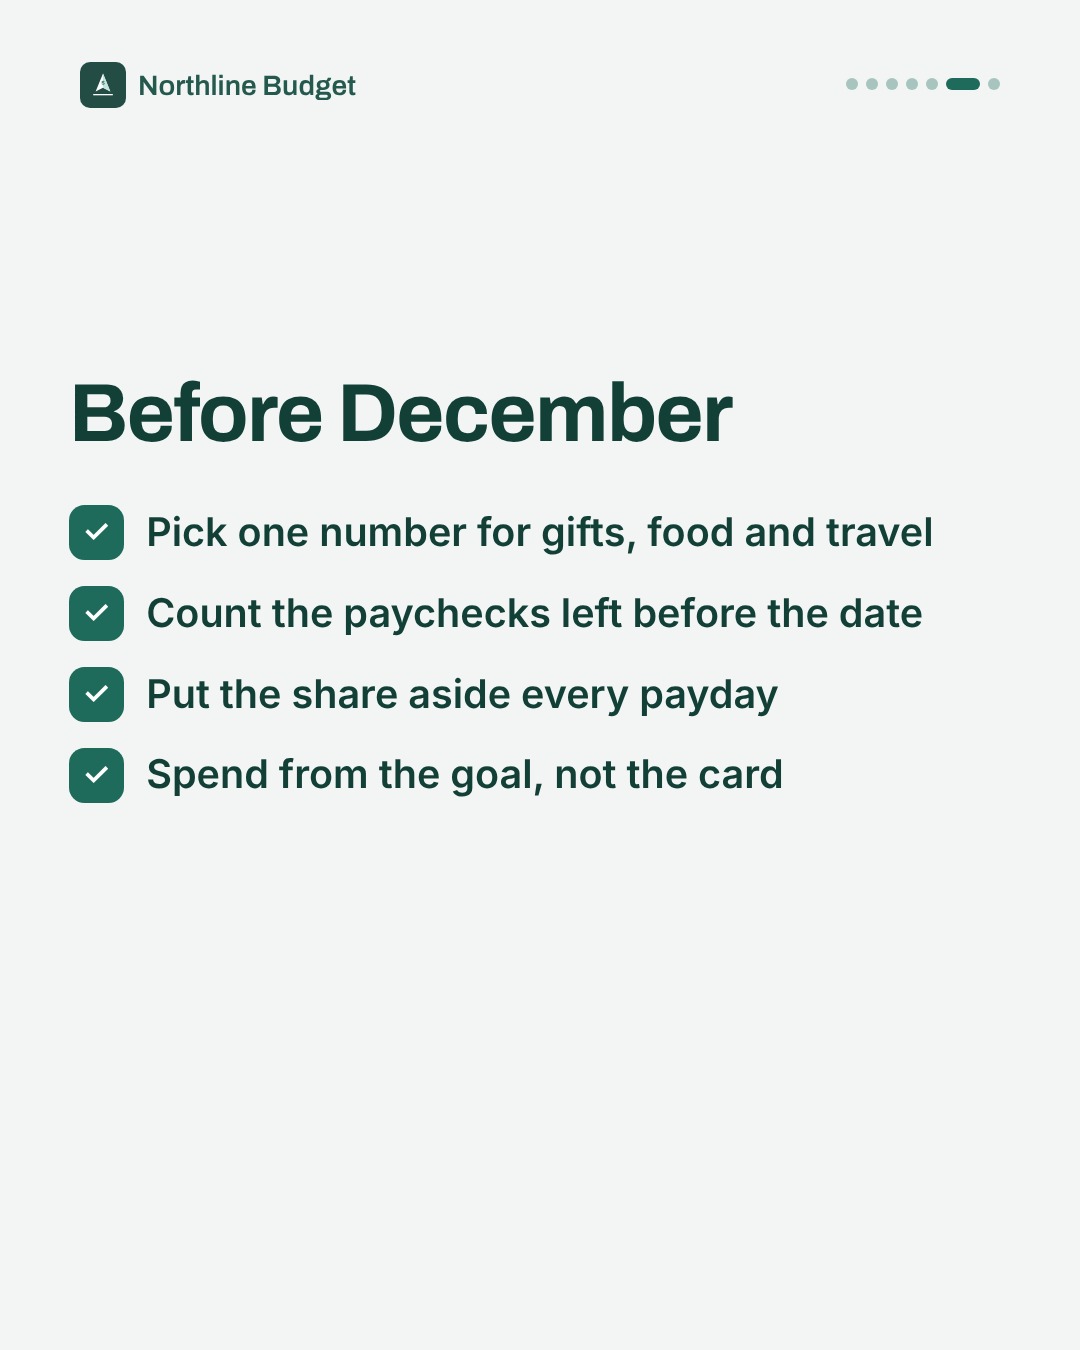 Northline Budget
Before December
Pick one number for gifts, food and travel
Count the paychecks left before the date
Put the share aside every payday
Spend from the goal, not the card